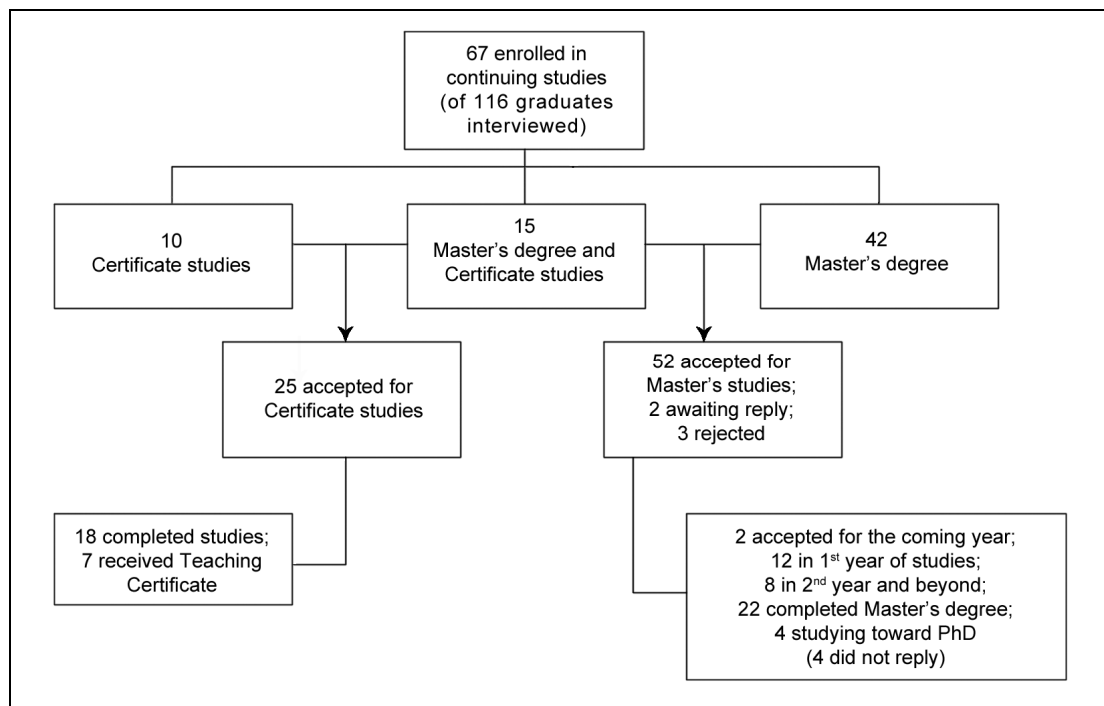 67 enrolled in
continuing studies
(of 116 graduates
interviewed)
10
Certificate studies
15
Master's degree and
Certificate studies
42
Master's degree
25 accepted for
Certificate studies
52 accepted for
Master's studies;
2 awaiting reply;
3 rejected
18 completed studies;
7 received Teaching
Certificate
2 accepted for the coming year;
12 in 1st year of studies;
8 in 2nd year and beyond;
22 completed Master's degree;
4 studying toward PhD
(4 did not reply)